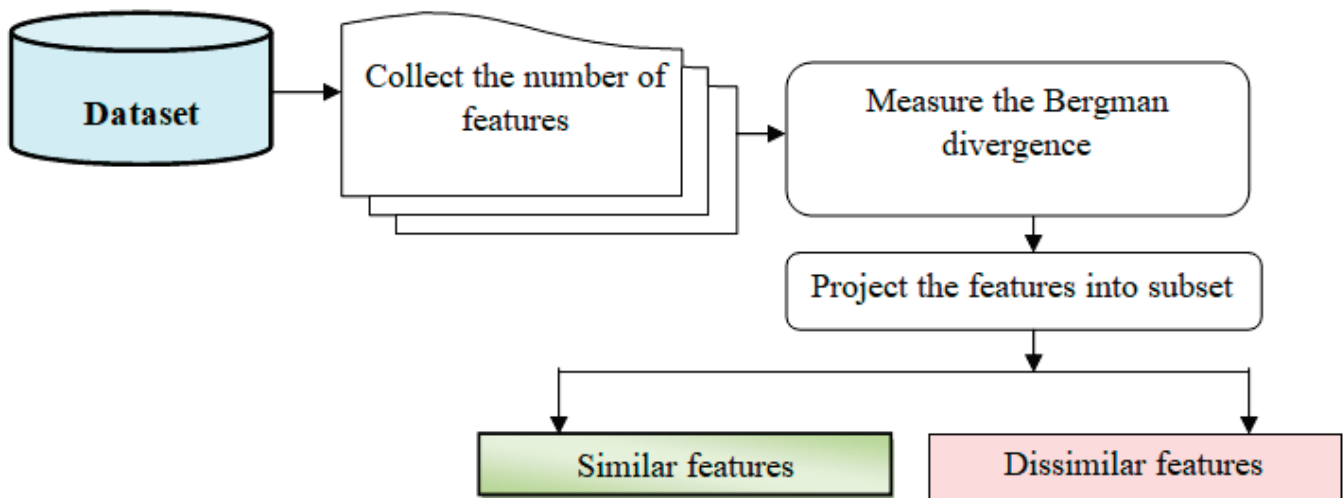 Dataset
Collect the number of
features
Measure the Bergman
divergence
Project the features into subset
Similar features
Dissimilar features